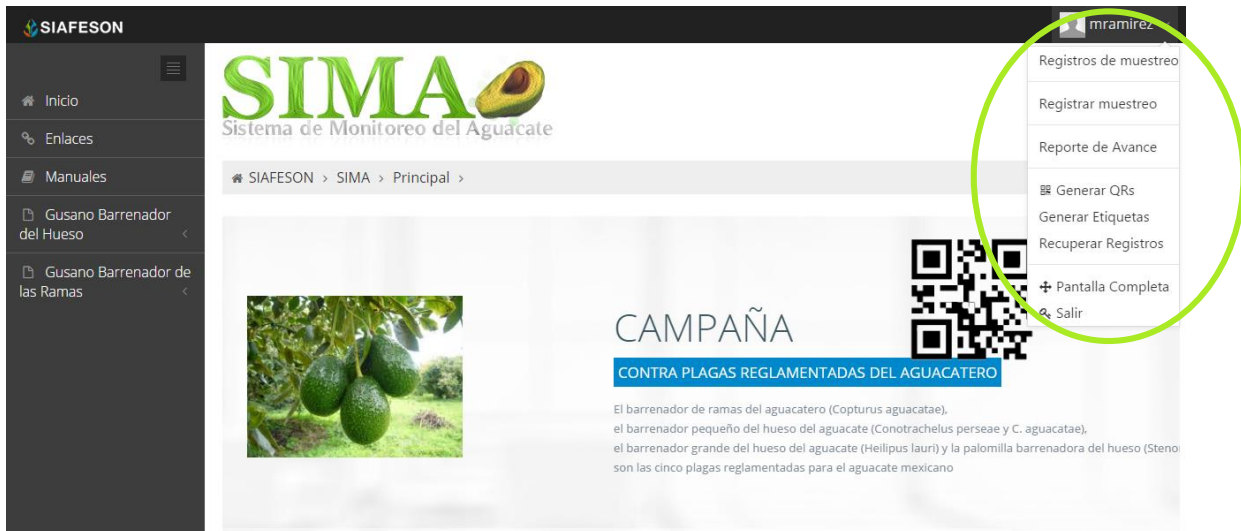 SIAFESON
mramirez
Inicio
Enlaces
Manuales
Gusano Barrenador
del Hueso
Gusano Barrenador de
las Ramas
SIMA
Sistema de Monitoreo del Aguacate
SIAFESON > SIMA > Principal >
Registros de muestreo
Registrar muestreo
Reporte de Avance
Generar QRs
Generar Etiquetas
Recuperar Registros
Pantalla Completa
Salir
CAMPAÑA
CONTRA PLAGAS REGLAMENTADAS DEL AGUACATERO
El barrenador de ramas del aguacatero (Copturus aguacatae),
el barrenador pequeño del hueso del aguacate (Conotrachelus perseae y C. aguacatae),
el barrenador grande del hueso del aguacate (Heilipus lauri) y la palomilla barrenadora del hueso (Steno
son las cinco plagas reglamentadas para el aguacate mexicano